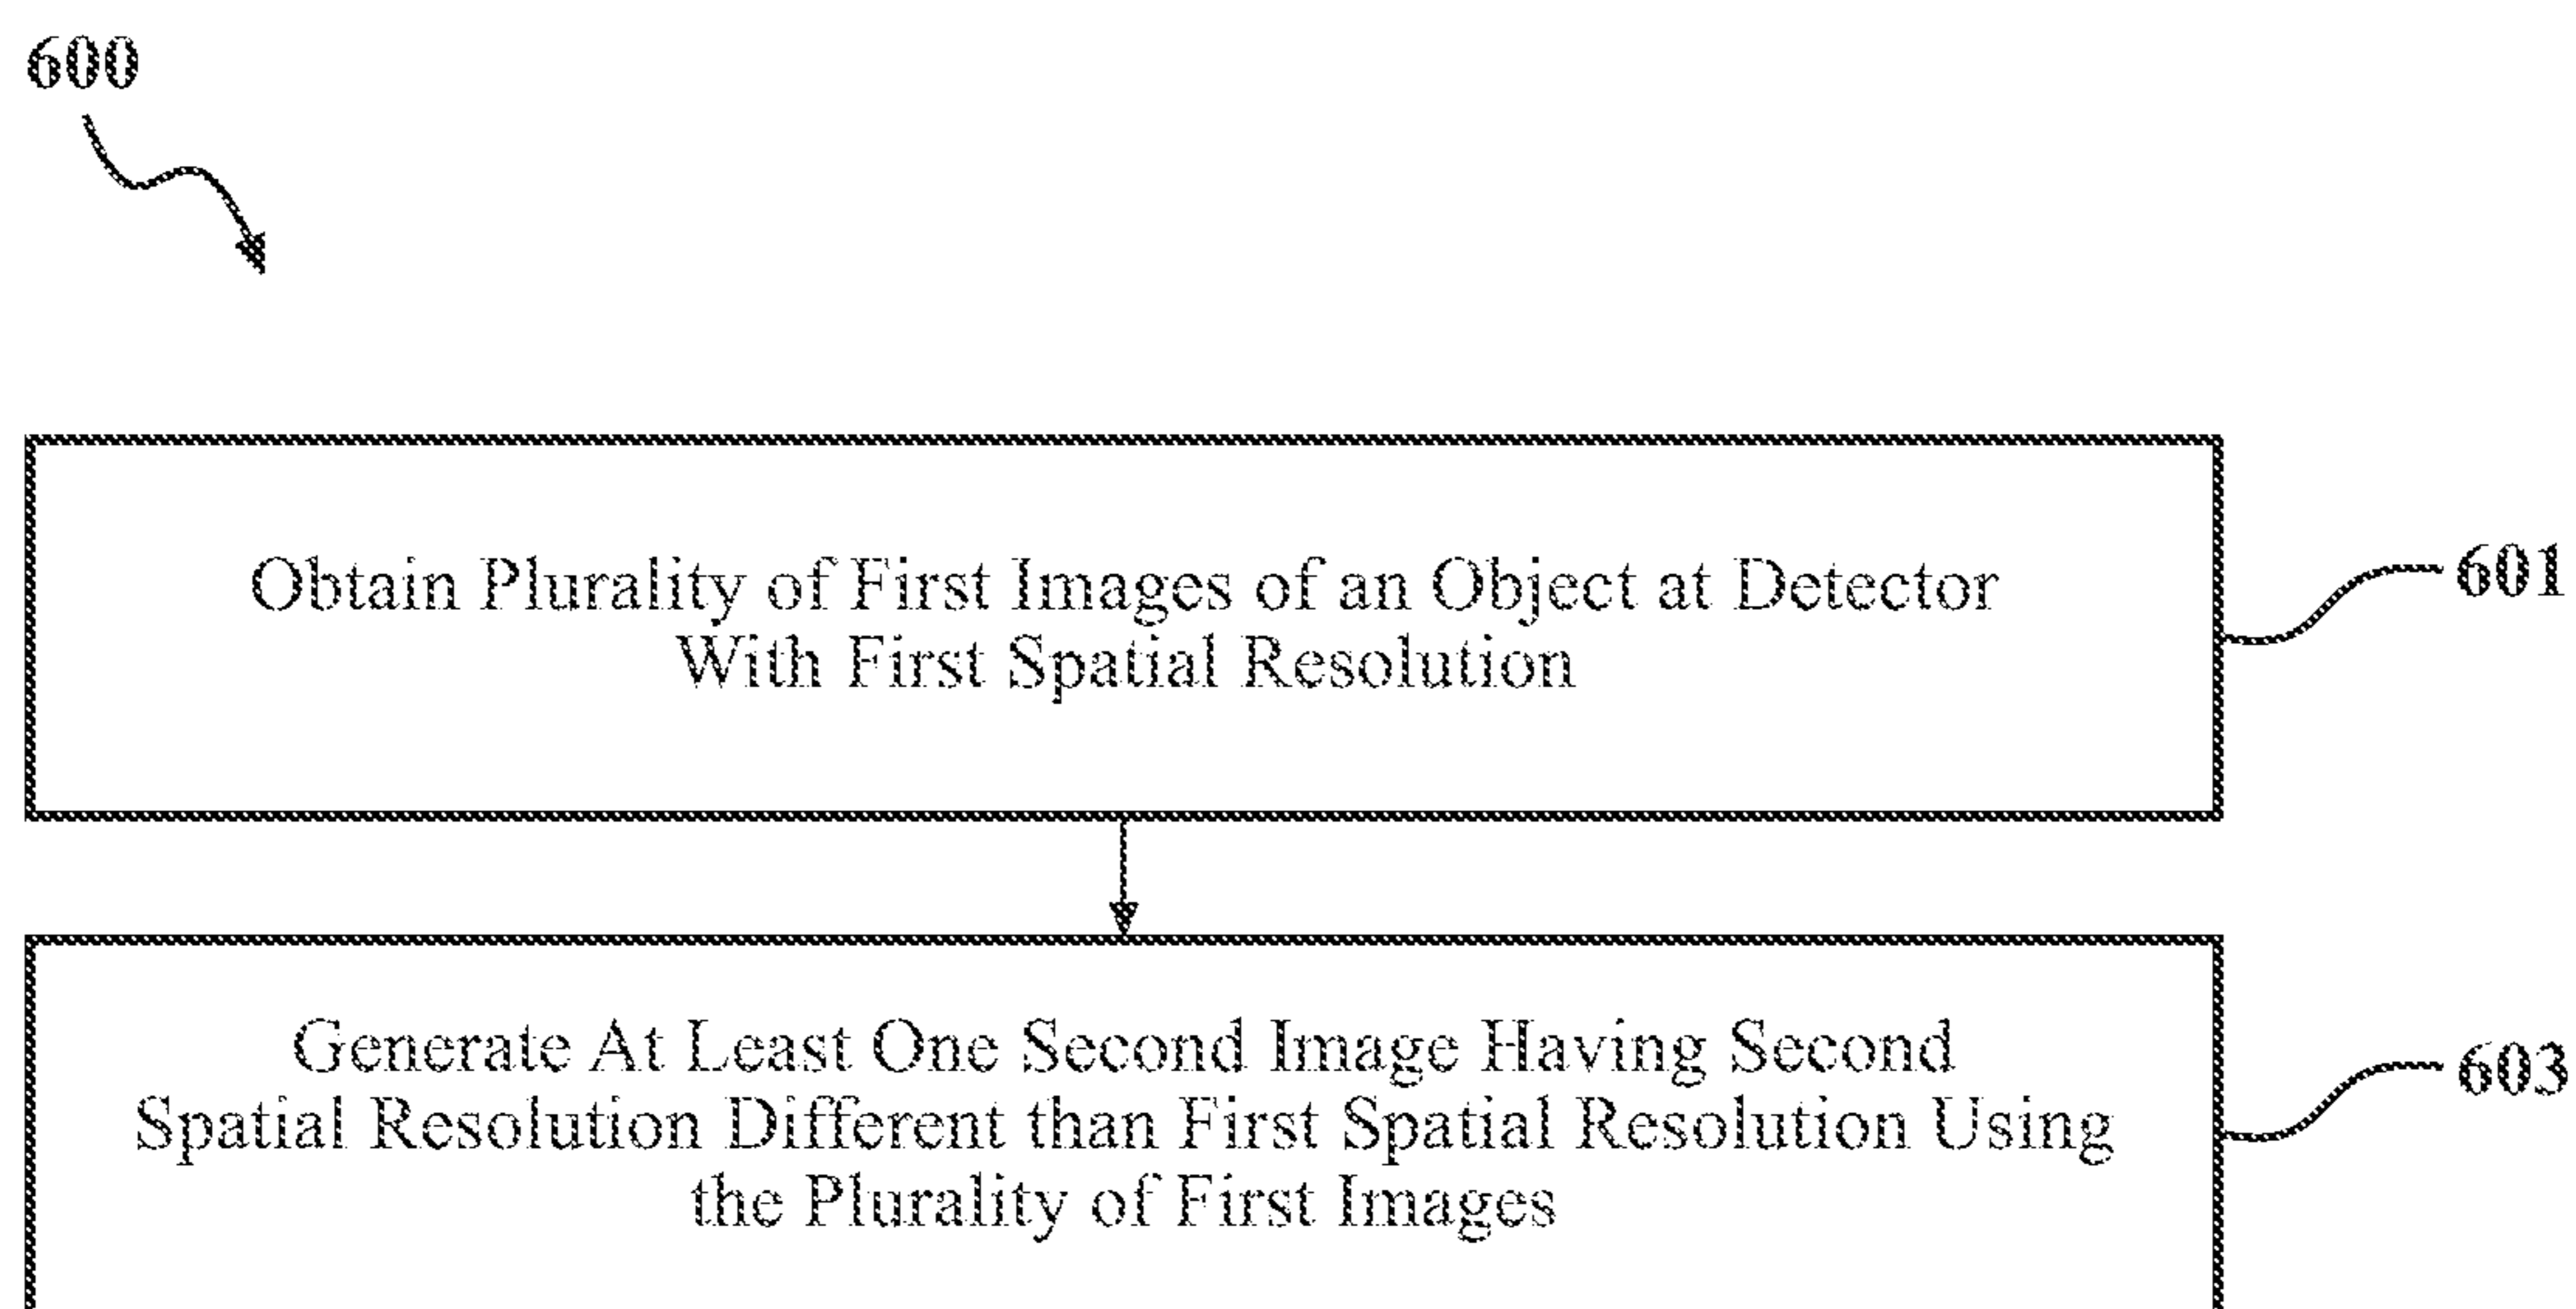 600
Obtain Plurality of First Images of an Object at Detector
With First Spatial Resolution
601
Generate At Least One Second Image Having Second
Spatial Resolution Different than First Spatial Resolution Using
the Plurality of First Images
603